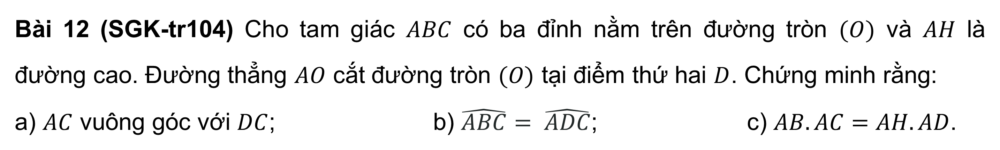 Bài 12 (SGK-tr104) Cho tam giác ABC có ba đỉnh nằm trên đường tròn (O) và AH là
đường cao. Đường thẳng AO cắt đường tròn (O) tại điểm thứ hai D. Chứng minh rằng:
a) AC vuông góc với DC; b) $\widehat{ABC} = \widehat{ADC}$; c) AB.AC = AH.AD.